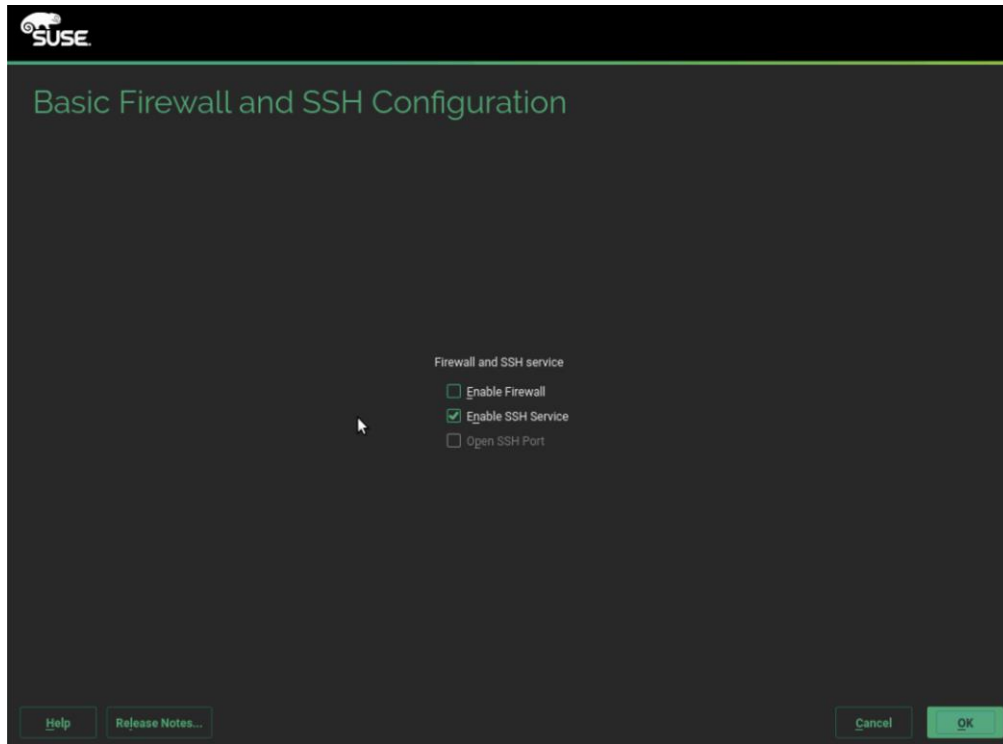 SUSE.
Basic Firewall and SSH Configuration
Firewall and SSH service
Enable Firewall
Enable SSH Service
Open SSH Port
Help Release Notes... Cancel OK